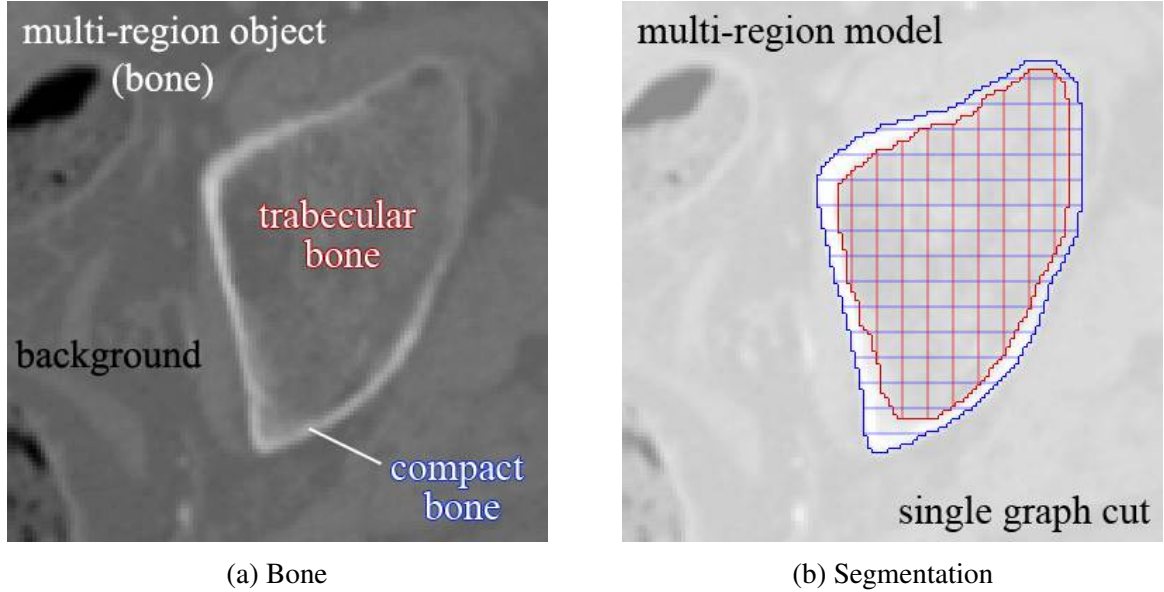 multi-region object
(bone)
trabecular
bone
background
compact
bone
(a) Bone
multi-region model
single graph cut
(b) Segmentation